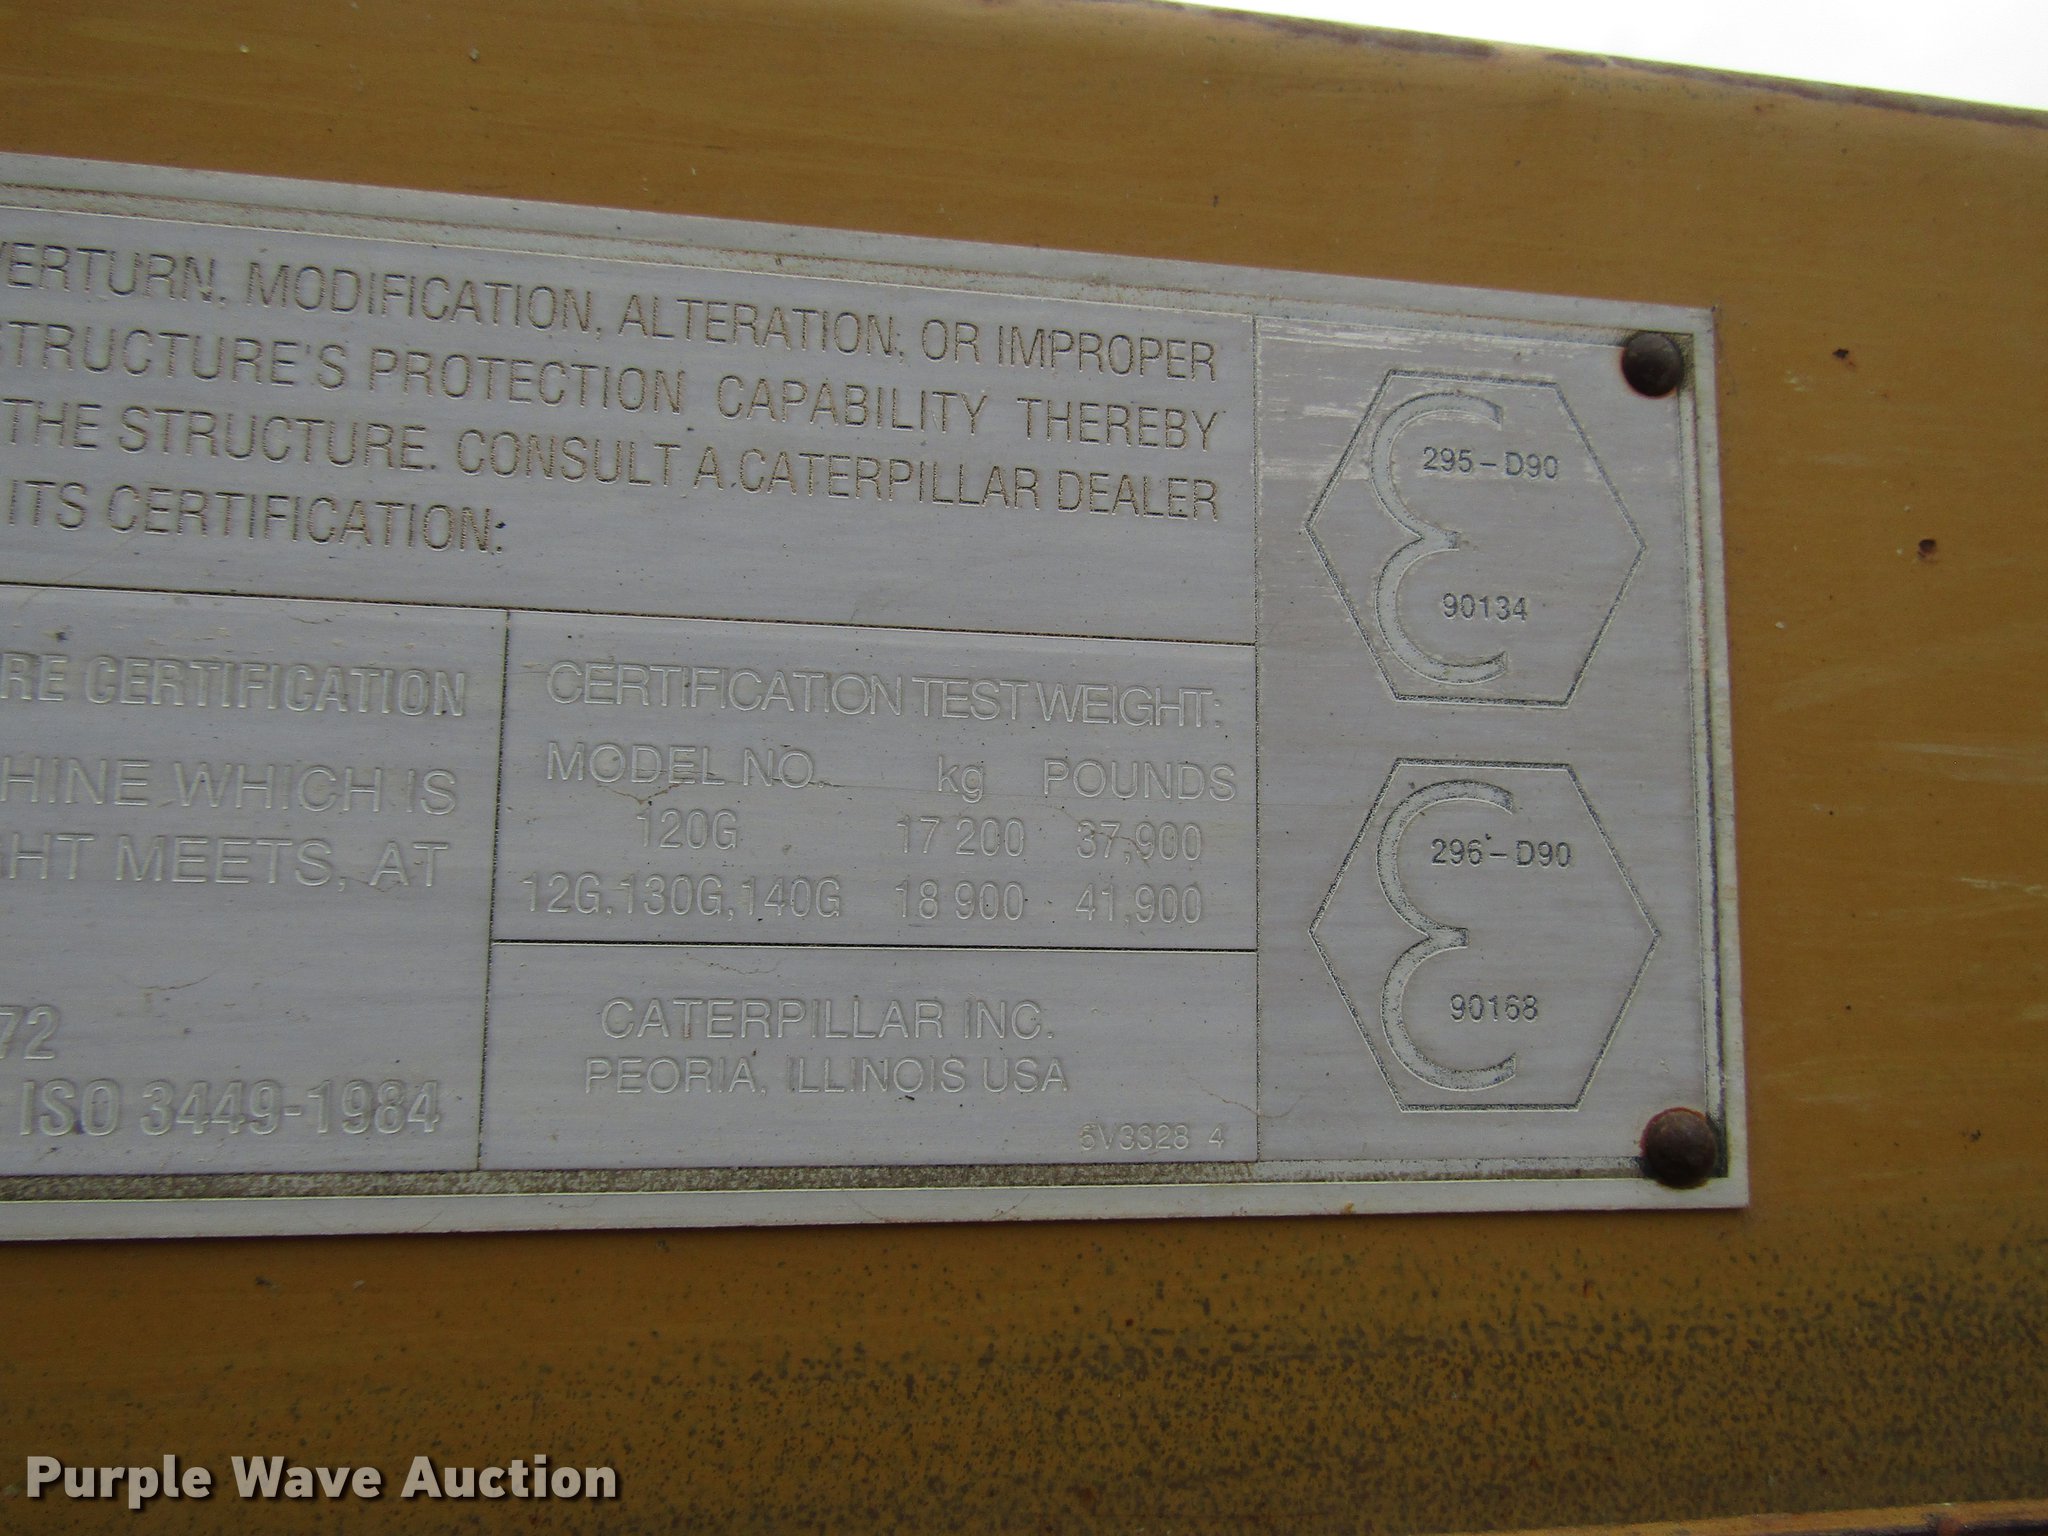 VERTURN, MODIFICATION, ALTERATION, OR IMPROPER
STRUCTURE'S PROTECTION CAPABILITY THEREBY
THE STRUCTURE. CONSULT A CATERPILLAR DEALER
ITS CERTIFICATION.
RE CERTIFICATION
HINE WHICH IS
GHT MEETS, AT
72
ISO 3449-1984
CERTIFICATION TEST WEIGHT:
MODEL NO. kg POUNDS
120G 17 200 37,900
12G,130G,140G 18 900 41,900
CATERPILLAR INC.
PEORIA, ILLINOIS USA
5V3328 4
295-D90
90134
296-D90
90168
Purple Wave Auction